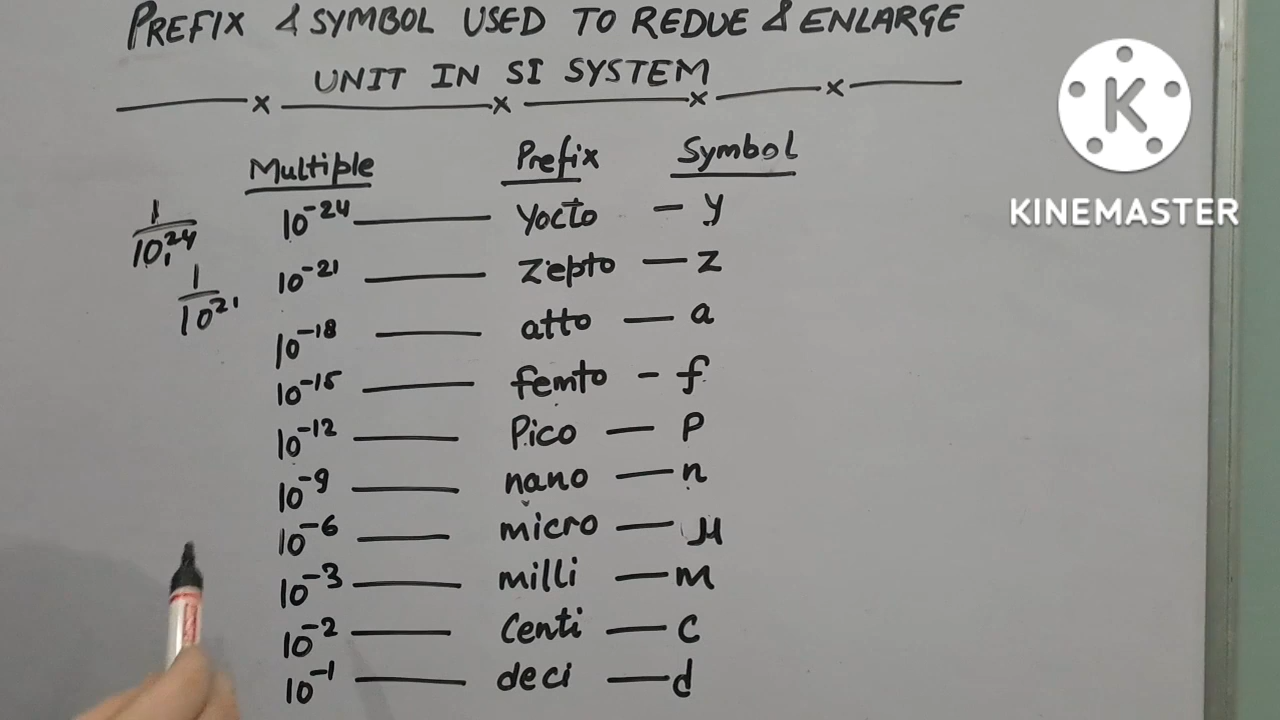 PREFIX & SYMBOL USED TO REDUE & ENLARGE
UNIT IN SI SYSTEM
Multiple Prefix Symbol
1/10²⁴ 10⁻²⁴ — Yocto — y
1/10²¹ 10⁻²¹ — Zepto — z
10⁻¹⁸ — atto — a
10⁻¹⁵ — femto — f
10⁻¹² — Pico — P
10⁻⁹ — nano — n
10⁻⁶ — micro — μ
10⁻³ — milli — m
10⁻² — Centi — C
10⁻¹ — deci — d
K
KINEMASTER